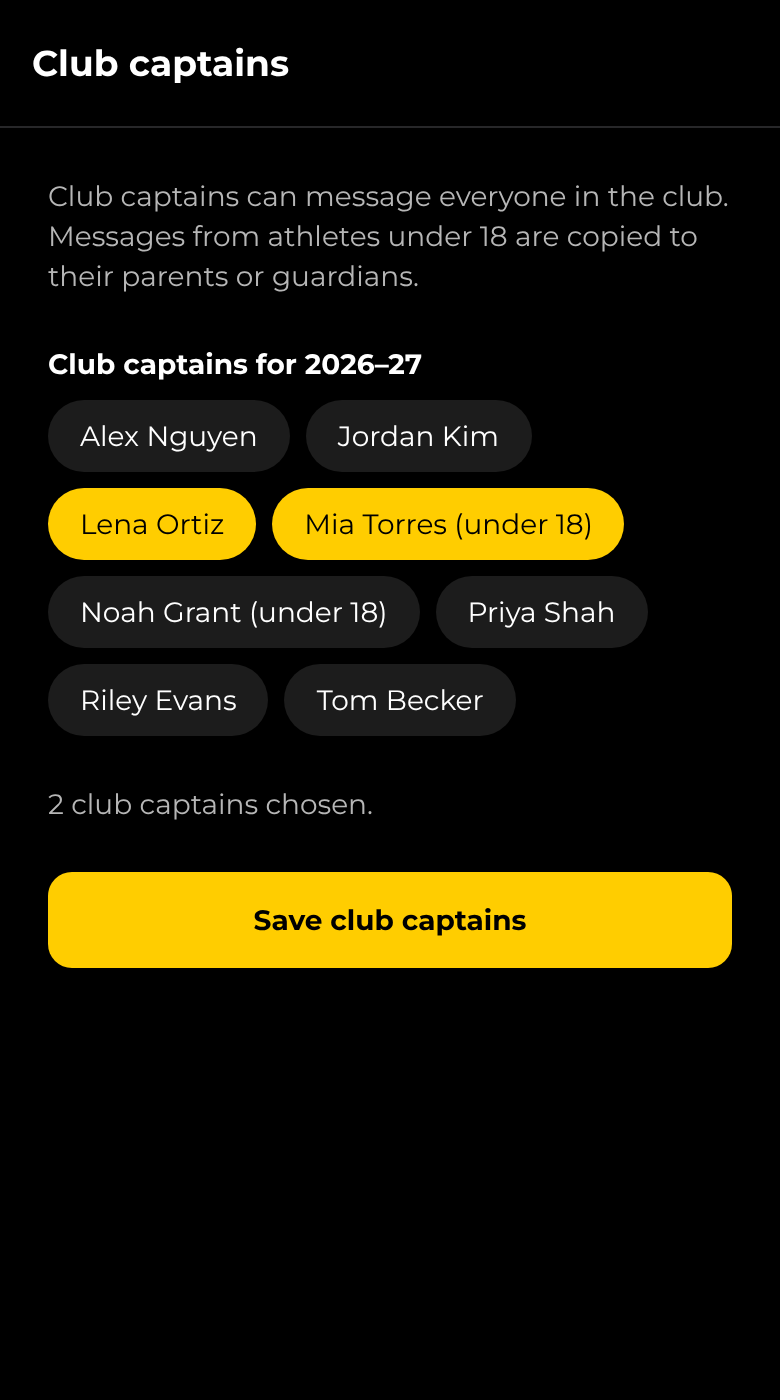 Club captains
Club captains can message everyone in the club.
Messages from athletes under 18 are copied to
their parents or guardians.
Club captains for 2026–27
Alex Nguyen
Jordan Kim
Lena Ortiz
Mia Torres (under 18)
Noah Grant (under 18)
Priya Shah
Riley Evans
Tom Becker
2 club captains chosen.
Save club captains